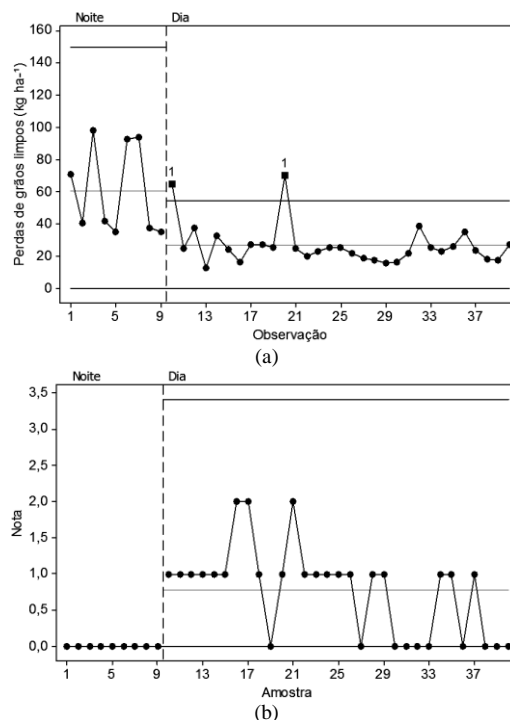 Noite Dia
160
140
120
100
80
60
40
20
0
Perdas de grãos limpos (kg ha⁻¹)
1 1
1 5 9 13 17 21 25 29 33 37
Observação
(a)
Noite Dia
3,5
3,0
2,5
2,0
1,5
1,0
0,5
0,0
Nota
1 5 9 13 17 21 25 29 33 37
Amostra
(b)